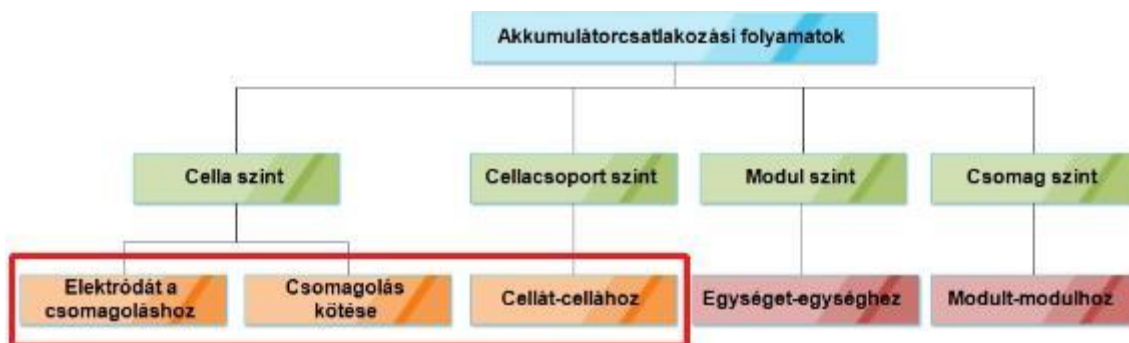 Akkumulátorcsatlakozási folyamatok
Cella szint
Cellacsoport szint
Modul szint
Csomag szint
Elektródát a
csomagoláshoz
Csomagolás
kötése
Cellát-cellához
Egységet-egységhez
Modult-modulhoz